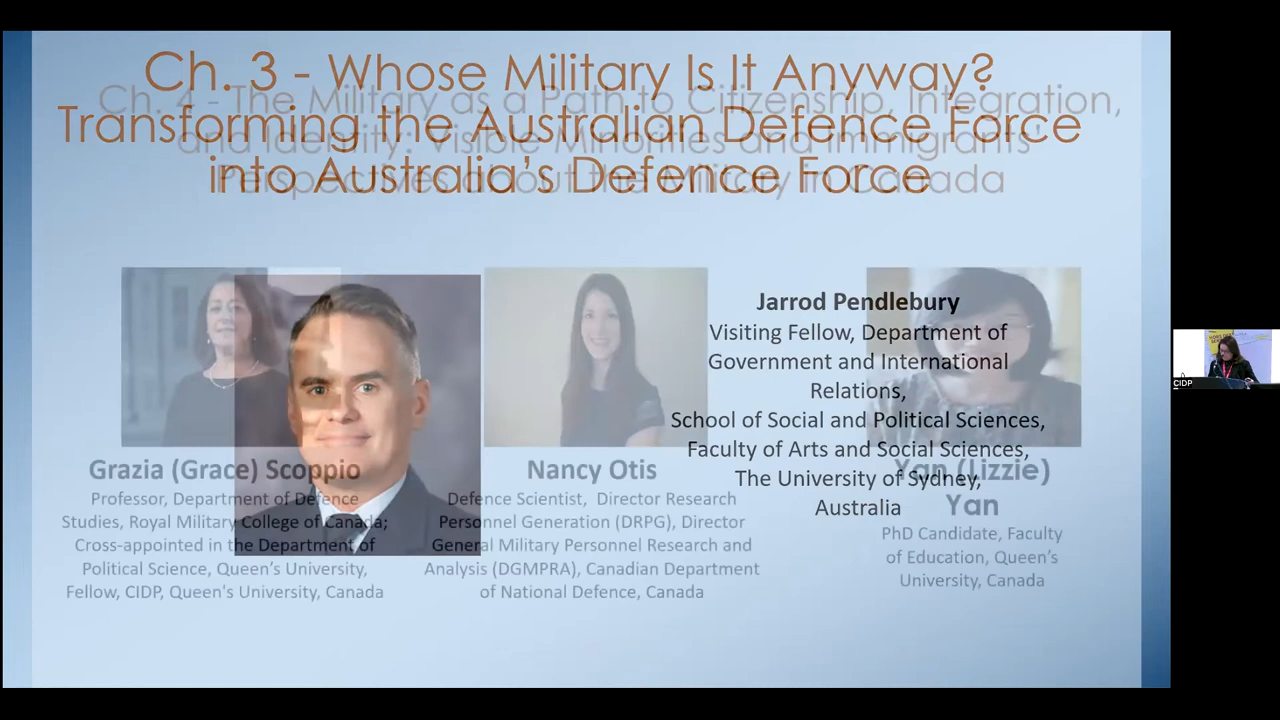 Ch. 3 - Whose Military Is It Anyway?
Transforming the Australian Defence Force
into Australia's Defence Force
Ch. 4 - The Military as a Path to Citizenship, Integration,
and Identity: Visible Minorities and Immigrants'
Perspectives about the Military in Canada
Jarrod Pendlebury
Visiting Fellow, Department of
Government and International
Relations,
School of Social and Political Sciences,
Faculty of Arts and Social Sciences,
The University of Sydney,
Australia
Grazia (Grace) Scoppio
Professor, Department of Defence
Studies, Royal Military College of Canada;
Cross-appointed in the Department of
Political Science, Queen's University,
Fellow, CIDP, Queen's University, Canada
Nancy Otis
Defence Scientist, Director Research
Personnel Generation (DRPG), Director
General Military Personnel Research and
Analysis (DGMPRA), Canadian Department
of National Defence, Canada
Yan (Lizzie)
Yan
PhD Candidate, Faculty
of Education, Queen's
University, Canada
CIDP